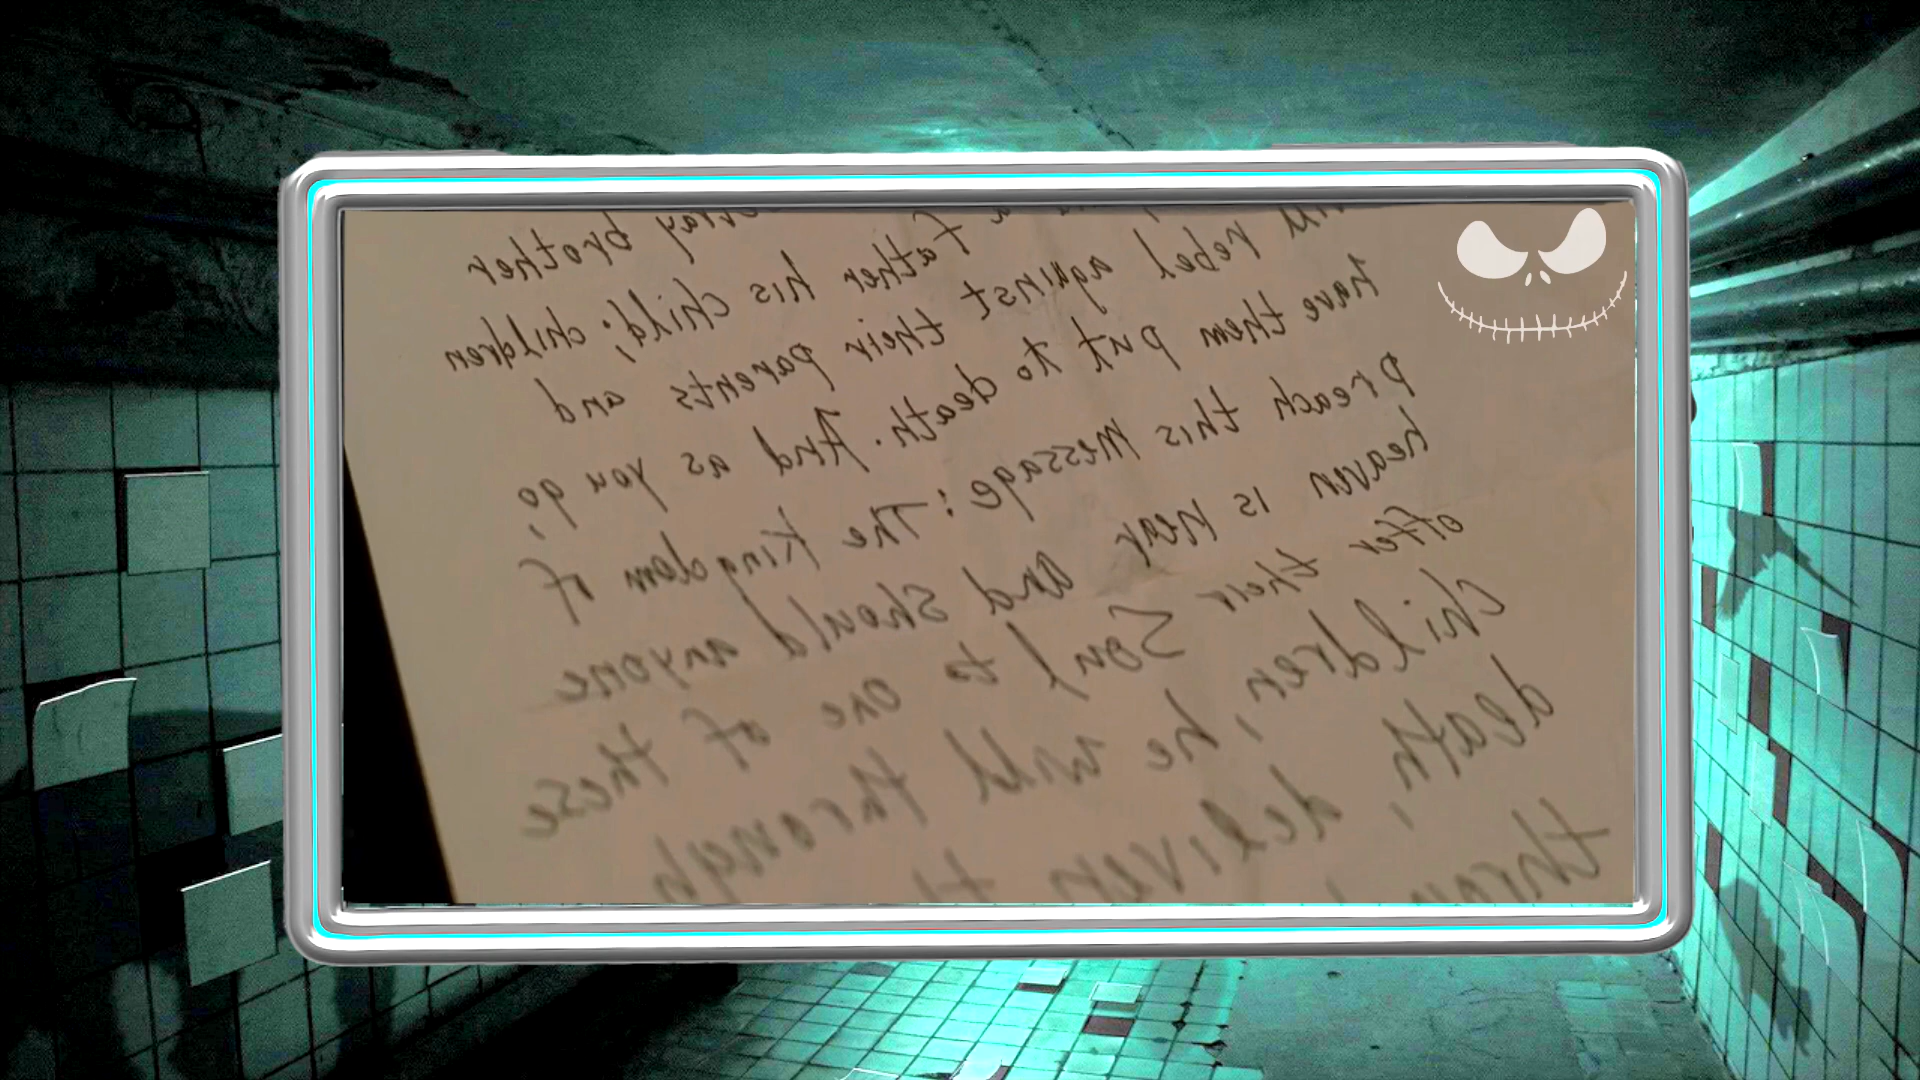 brother
a father his child; children
will rebel against their parents and
have them put to death. And as you go,
preach this message: The Kingdom of
heaven is near and should anyone
offer their Soul to one of these
children, he will through
death, deliver